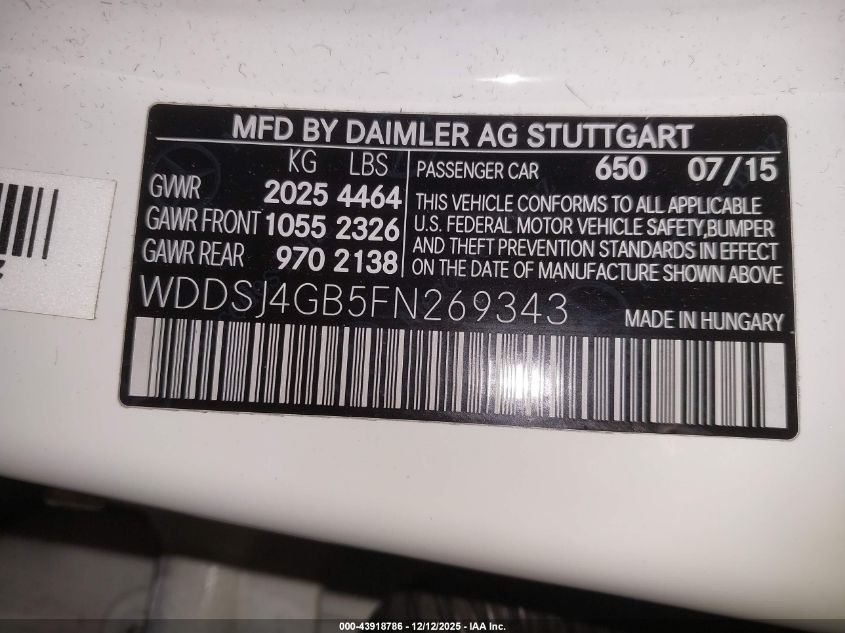 MFD BY DAIMLER AG STUTTGART
KG LBS
GVWR 2025 4464
GAWR FRONT 1055 2326
GAWR REAR 970 2138
PASSENGER CAR 650 07/15
THIS VEHICLE CONFORMS TO ALL APPLICABLE
U.S. FEDERAL MOTOR VEHICLE SAFETY,BUMPER
AND THEFT PREVENTION STANDARDS IN EFFECT
ON THE DATE OF MANUFACTURE SHOWN ABOVE
WDDSJ4GB5FN269343
MADE IN HUNGARY
000-43918786 - 12/12/2025 - IAA Inc.